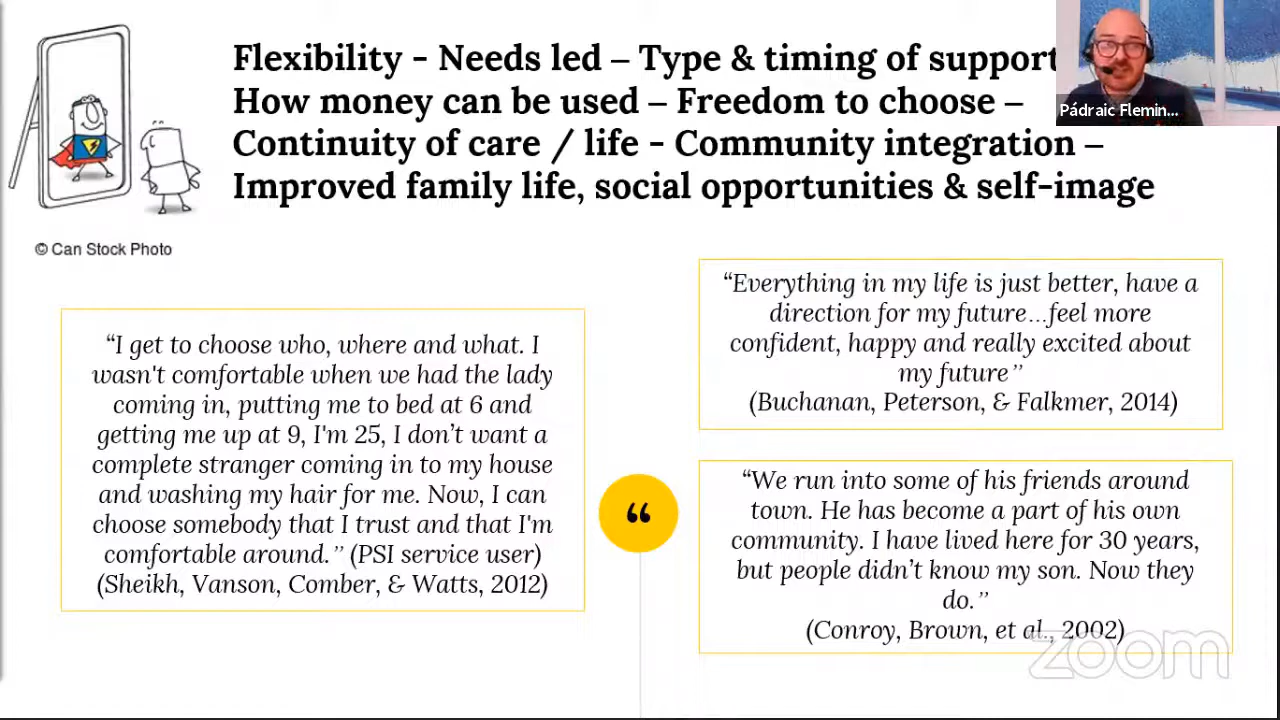 Flexibility - Needs led – Type & timing of support
How money can be used – Freedom to choose –
Continuity of care / life - Community integration –
Improved family life, social opportunities & self-image
Pádraic Flemin...
© Can Stock Photo
“I get to choose who, where and what. I
wasn't comfortable when we had the lady
coming in, putting me to bed at 6 and
getting me up at 9, I'm 25, I don’t want a
complete stranger coming in to my house
and washing my hair for me. Now, I can
choose somebody that I trust and that I'm
comfortable around.” (PSI service user)
(Sheikh, Vanson, Comber, & Watts, 2012)
“
“Everything in my life is just better, have a
direction for my future…feel more
confident, happy and really excited about
my future”
(Buchanan, Peterson, & Falkmer, 2014)
“We run into some of his friends around
town. He has become a part of his own
community. I have lived here for 30 years,
but people didn’t know my son. Now they
do.”
(Conroy, Brown, et al., 2002)
zoom